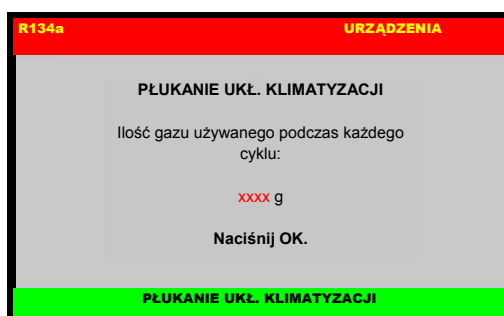 R134a URZĄDZENIA
PŁUKANIE UKŁ. KLIMATYZACJI
Ilość gazu używanego podczas każdego
cyklu:
xxxx g
Naciśnij OK.
PŁUKANIE UKŁ. KLIMATYZACJI